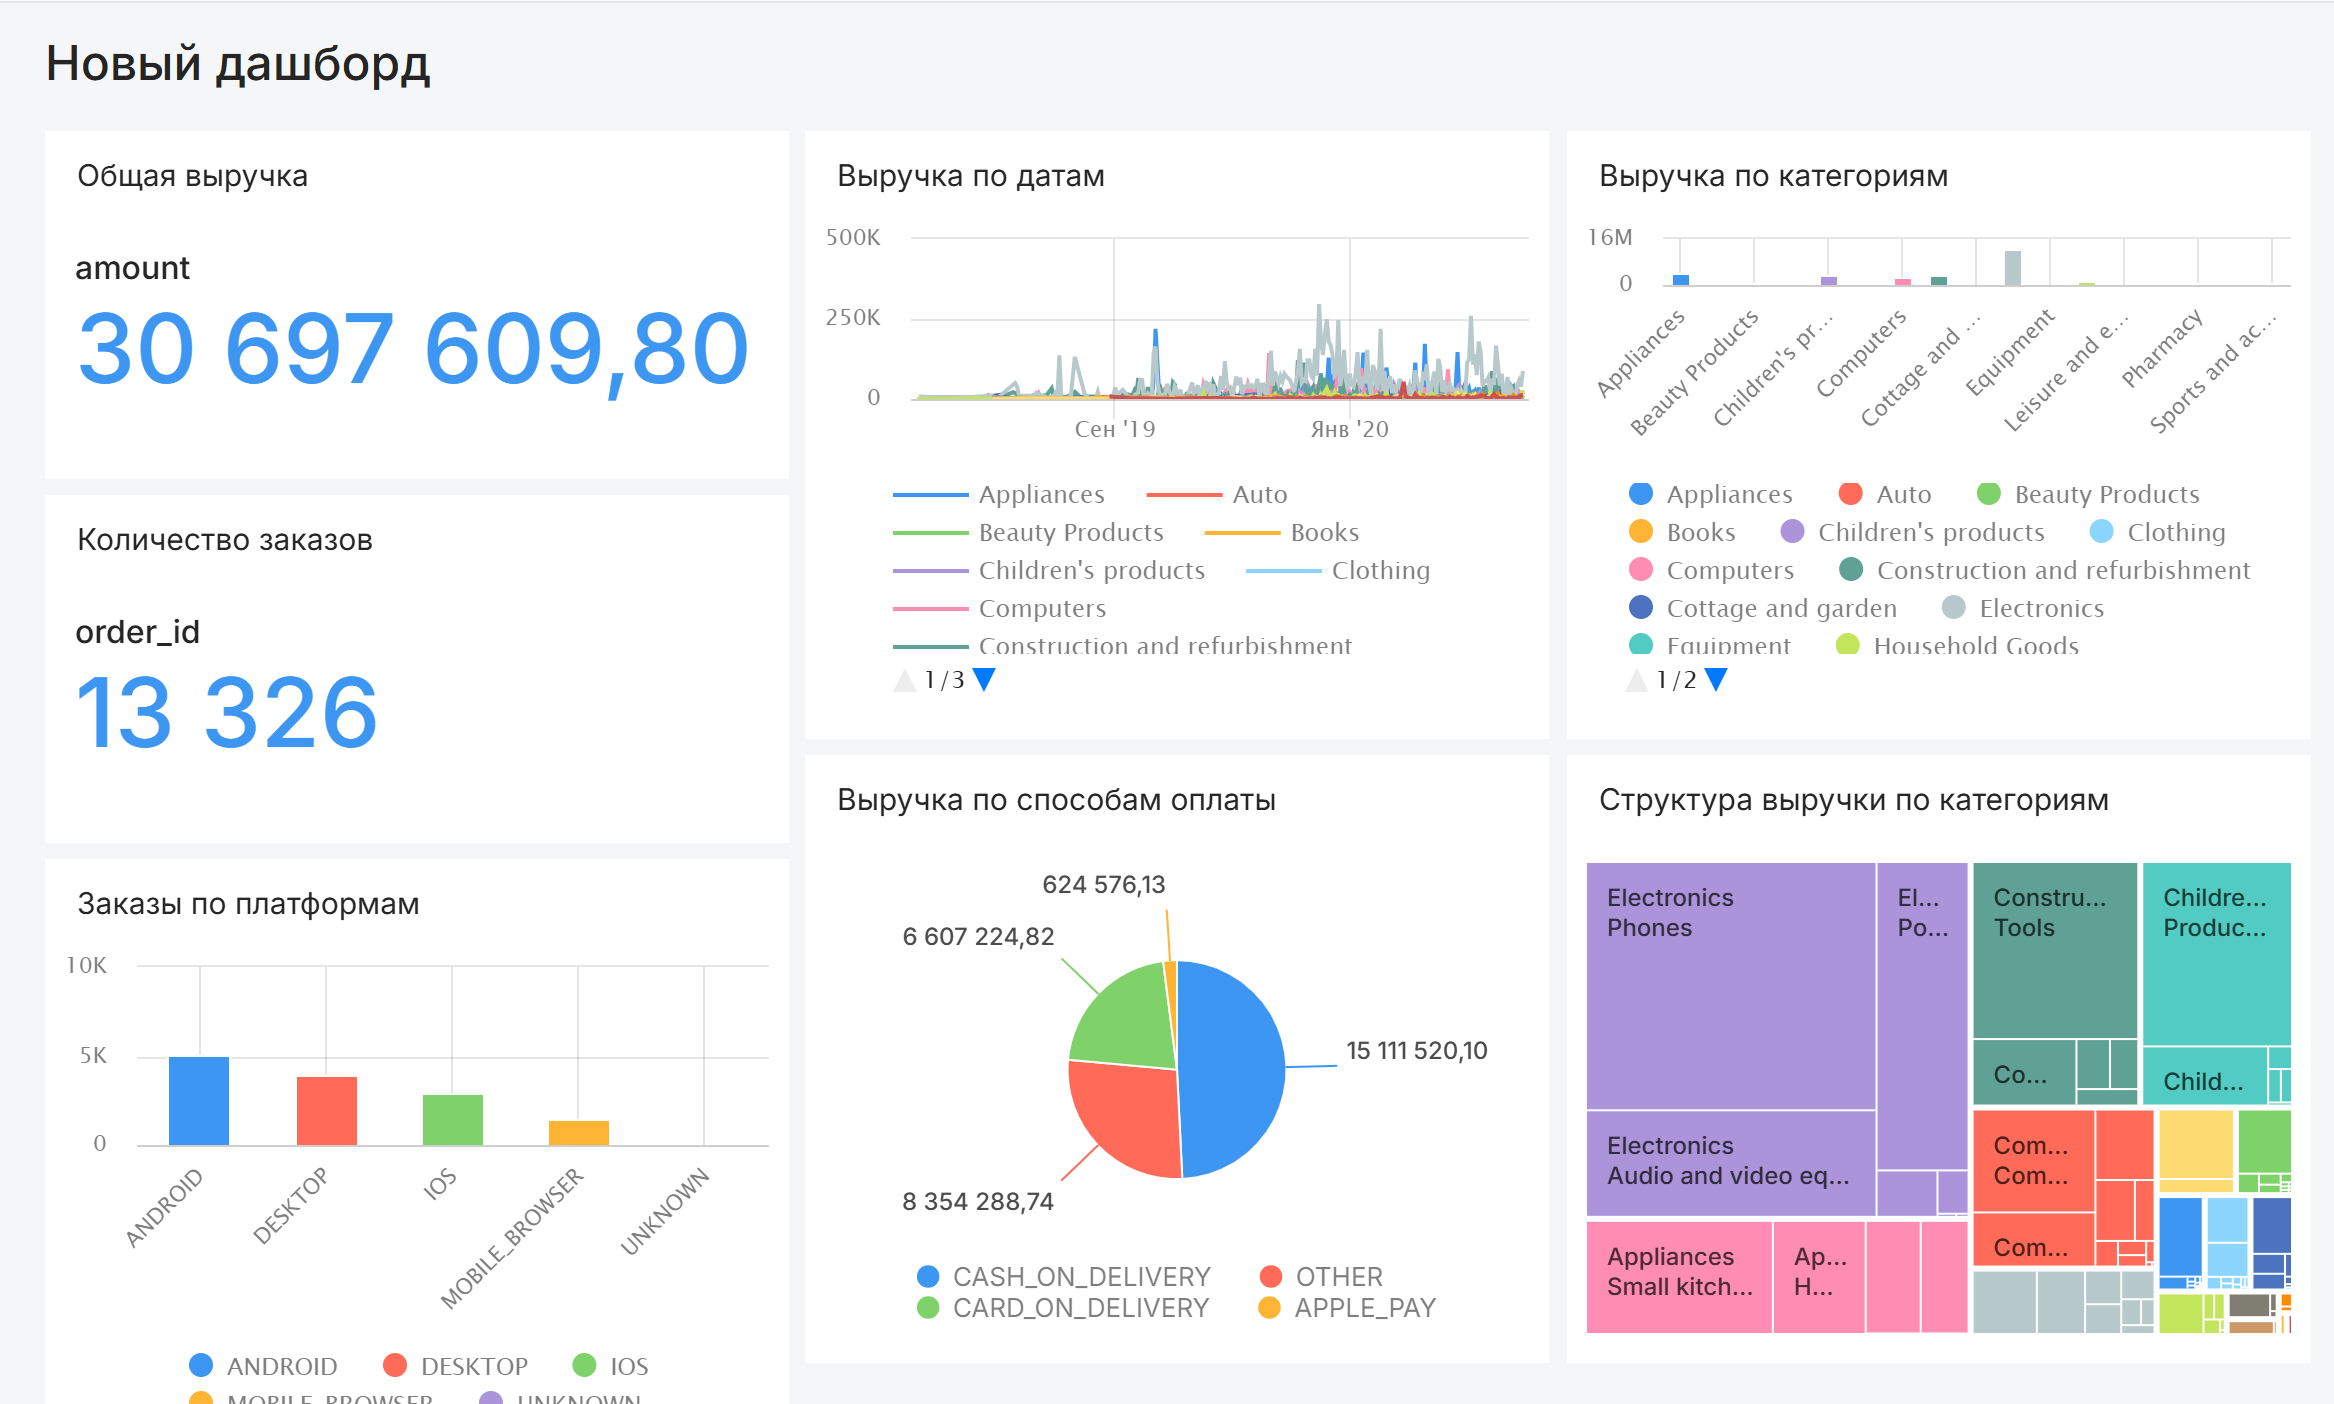 Новый дашборд
Общая выручка
amount
30 697 609,80
Количество заказов
order_id
13 326
Заказы по платформам
10K
5K
0
ANDROID
DESKTOP
IOS
MOBILE_BROWSER
UNKNOWN
ANDROID DESKTOP IOS
MOBILE_BROWSER UNKNOWN
Выручка по датам
500K
250K
0
Сен '19 Янв '20
Appliances Auto
Beauty Products Books
Children's products Clothing
Computers
Construction and refurbishment
1/3
Выручка по категориям
16M
0
Appliances
Beauty Products
Children's pr...
Computers
Cottage and ...
Equipment
Leisure and e...
Pharmacy
Sports and ac...
Appliances Auto Beauty Products
Books Children's products Clothing
Computers Construction and refurbishment
Cottage and garden Electronics
Equipment Household Goods
1/2
Выручка по способам оплаты
624 576,13
6 607 224,82
15 111 520,10
8 354 288,74
CASH_ON_DELIVERY OTHER
CARD_ON_DELIVERY APPLE_PAY
Структура выручки по категориям
Electronics
Phones
El...
Po...
Constru...
Tools
Childre...
Produc...
Co...
Child...
Electronics
Audio and video eq...
Com...
Com...
Com...
Appliances
Small kitch...
Ap...
H...